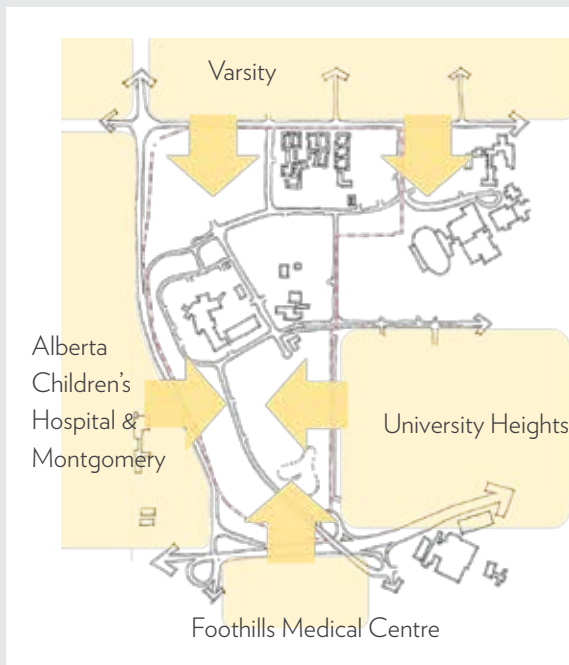 Varsity
Alberta
Children's
Hospital &
Montgomery
University Heights
Foothills Medical Centre